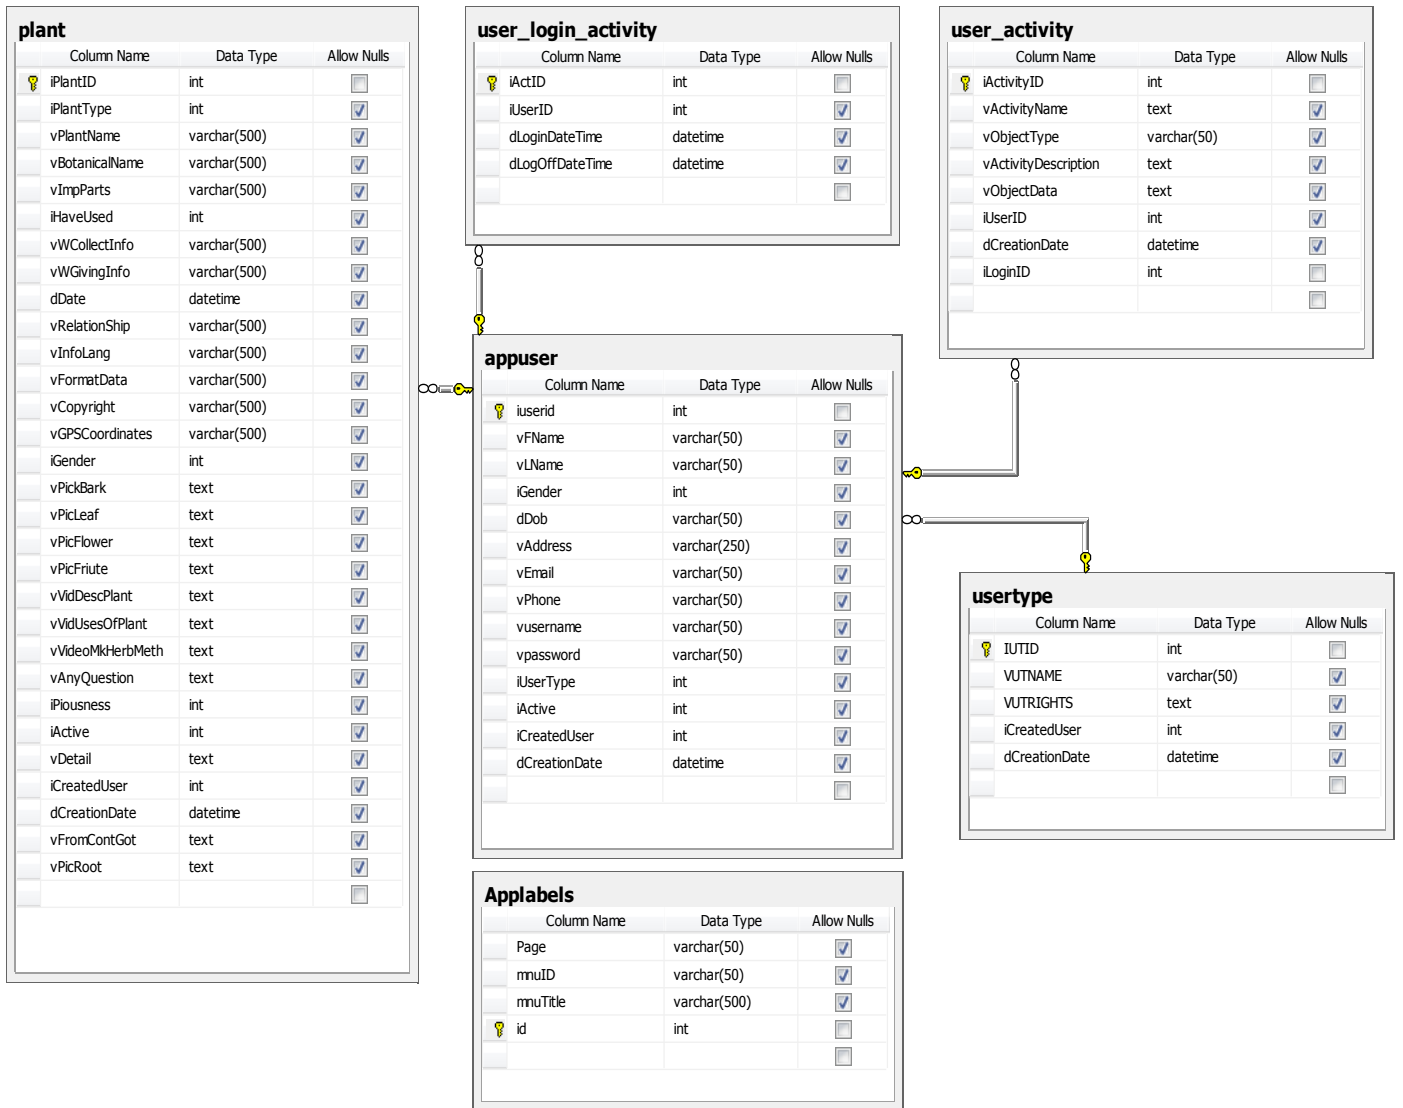 plant
Column Name Data Type Allow Nulls
iPlantID int
iPlantType int
vPlantName varchar(500)
vBotanicalName varchar(500)
vImpParts varchar(500)
iHaveUsed int
vWCollectInfo varchar(500)
vWGivingInfo varchar(500)
dDate datetime
vRelationShip varchar(500)
vInfoLang varchar(500)
vFormatData varchar(500)
vCopyright varchar(500)
vGPSCoordinates varchar(500)
iGender int
vPickBark text
vPicLeaf text
vPicFlower text
vPicFriute text
vVidDescPlant text
vVidUsesOfPlant text
vVideoMkHerbMeth text
vAnyQuestion text
iPiousness int
iActive int
vDetail text
iCreatedUser int
dCreationDate datetime
vFromContGot text
vPicRoot text
user_login_activity
Column Name Data Type Allow Nulls
iActID int
iUserID int
dLoginDateTime datetime
dLogOffDateTime datetime
user_activity
Column Name Data Type Allow Nulls
iActivityID int
vActivityName text
vObjectType varchar(50)
vActivityDescription text
vObjectData text
iUserID int
dCreationDate datetime
iLoginID int
appuser
Column Name Data Type Allow Nulls
iuserid int
vFName varchar(50)
vLName varchar(50)
iGender int
dDob varchar(50)
vAddress varchar(250)
vEmail varchar(50)
vPhone varchar(50)
vusername varchar(50)
vpassword varchar(50)
iUserType int
iActive int
iCreatedUser int
dCreationDate datetime
usertype
Column Name Data Type Allow Nulls
IUTID int
VUTNAME varchar(50)
VUTRIGHTS text
iCreatedUser int
dCreationDate datetime
Applabels
Column Name Data Type Allow Nulls
Page varchar(50)
mnuID varchar(50)
mnuTitle varchar(500)
id int